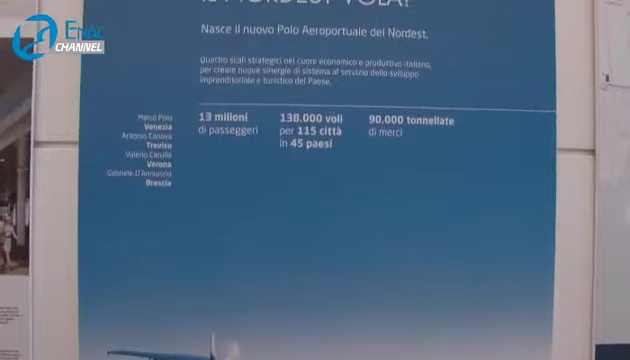 ENAC
CHANNEL
IL NORDEST VOLA!
Nasce il nuovo Polo Aeroportuale del Nordest.
Quattro scali strategici nel cuore economico e produttivo italiano,
per creare nuove sinergie di sistema al servizio dello sviluppo
imprenditoriale e turistico del Paese.
Marco Polo
Venezia
Antonio Canova
Treviso
Valerio Catullo
Verona
Gabriele D'Annunzio
Brescia
13 milioni
di passeggeri
138.000 voli
per 115 città
in 45 paesi
90.000 tonnellate
di merci